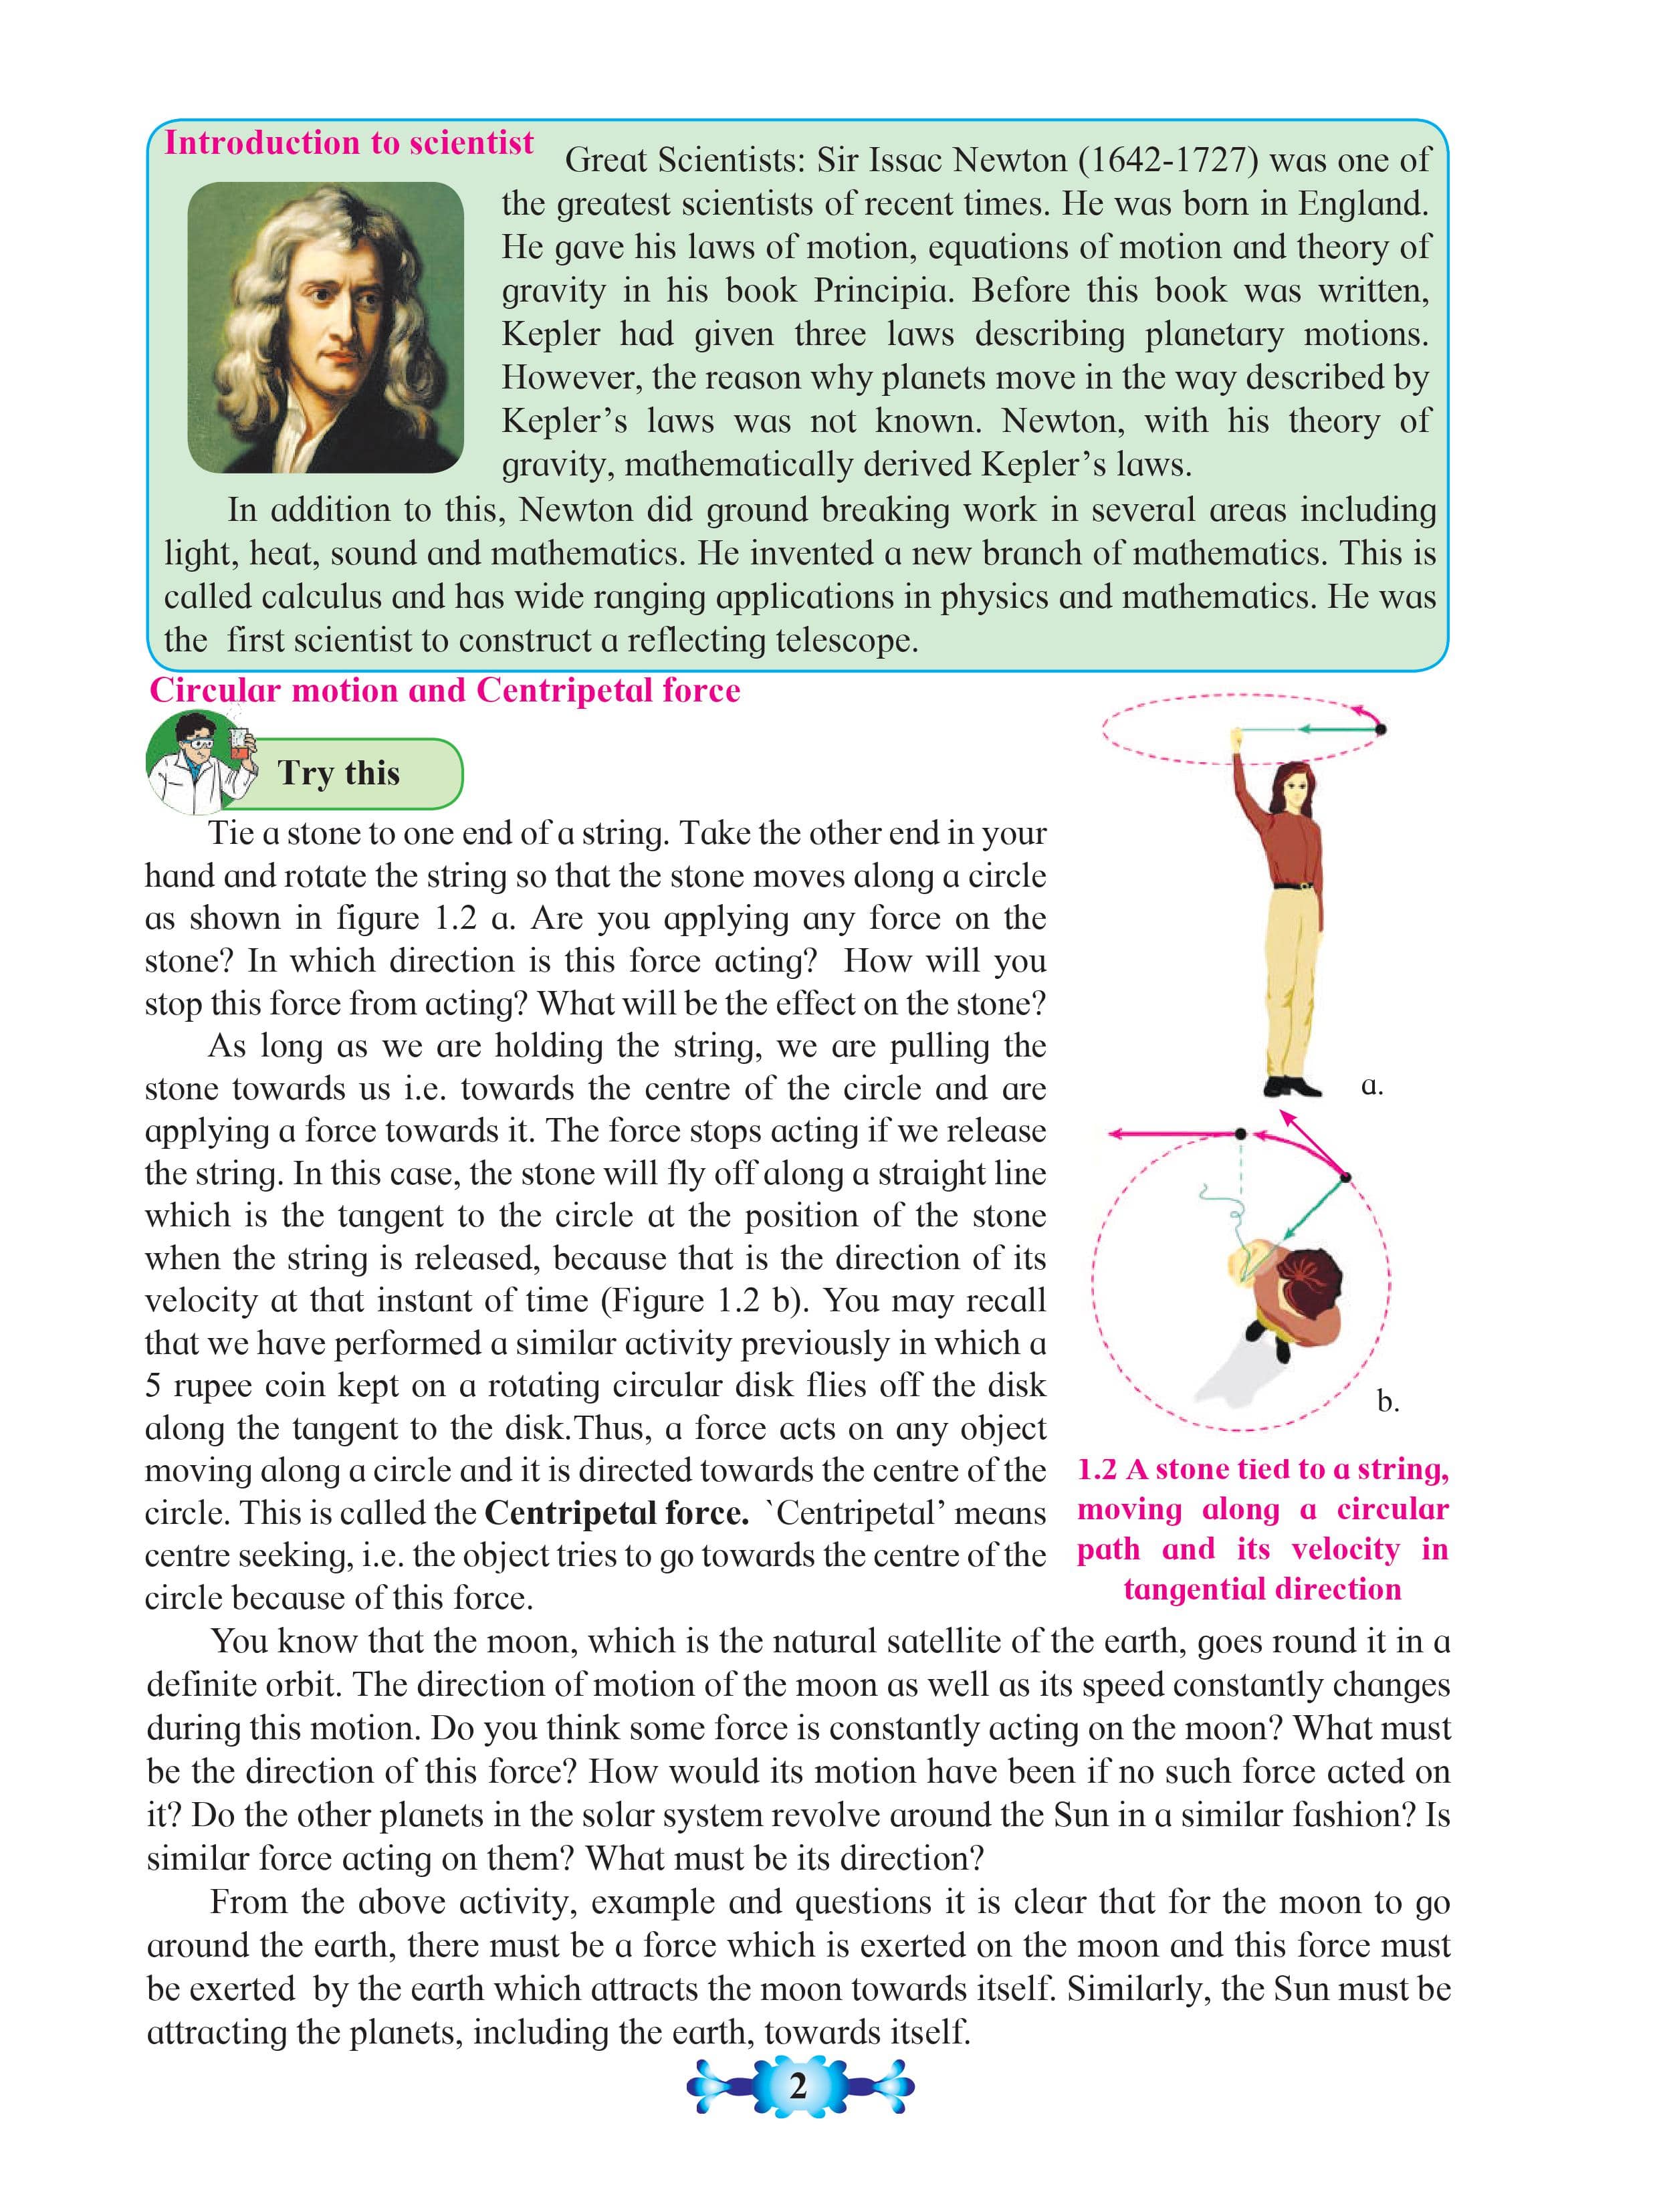 Introduction to scientist
Great Scientists: Sir Issac Newton (1642-1727) was one of
the greatest scientists of recent times. He was born in England.
He gave his laws of motion, equations of motion and theory of
gravity in his book Principia. Before this book was written,
Kepler had given three laws describing planetary motions.
However, the reason why planets move in the way described by
Kepler’s laws was not known. Newton, with his theory of
gravity, mathematically derived Kepler’s laws.
In addition to this, Newton did ground breaking work in several areas including
light, heat, sound and mathematics. He invented a new branch of mathematics. This is
called calculus and has wide ranging applications in physics and mathematics. He was
the first scientist to construct a reflecting telescope.
Circular motion and Centripetal force
Try this
Tie a stone to one end of a string. Take the other end in your
hand and rotate the string so that the stone moves along a circle
as shown in figure 1.2 a. Are you applying any force on the
stone? In which direction is this force acting? How will you
stop this force from acting? What will be the effect on the stone?
As long as we are holding the string, we are pulling the
stone towards us i.e. towards the centre of the circle and are
applying a force towards it. The force stops acting if we release
the string. In this case, the stone will fly off along a straight line
which is the tangent to the circle at the position of the stone
when the string is released, because that is the direction of its
velocity at that instant of time (Figure 1.2 b). You may recall
that we have performed a similar activity previously in which a
5 rupee coin kept on a rotating circular disk flies off the disk
along the tangent to the disk.Thus, a force acts on any object
moving along a circle and it is directed towards the centre of the
circle. This is called the Centripetal force. `Centripetal’ means
centre seeking, i.e. the object tries to go towards the centre of the
circle because of this force.
a.
b.
1.2 A stone tied to a string,
moving along a circular
path and its velocity in
tangential direction
You know that the moon, which is the natural satellite of the earth, goes round it in a
definite orbit. The direction of motion of the moon as well as its speed constantly changes
during this motion. Do you think some force is constantly acting on the moon? What must
be the direction of this force? How would its motion have been if no such force acted on
it? Do the other planets in the solar system revolve around the Sun in a similar fashion? Is
similar force acting on them? What must be its direction?
From the above activity, example and questions it is clear that for the moon to go
around the earth, there must be a force which is exerted on the moon and this force must
be exerted by the earth which attracts the moon towards itself. Similarly, the Sun must be
attracting the planets, including the earth, towards itself.
2